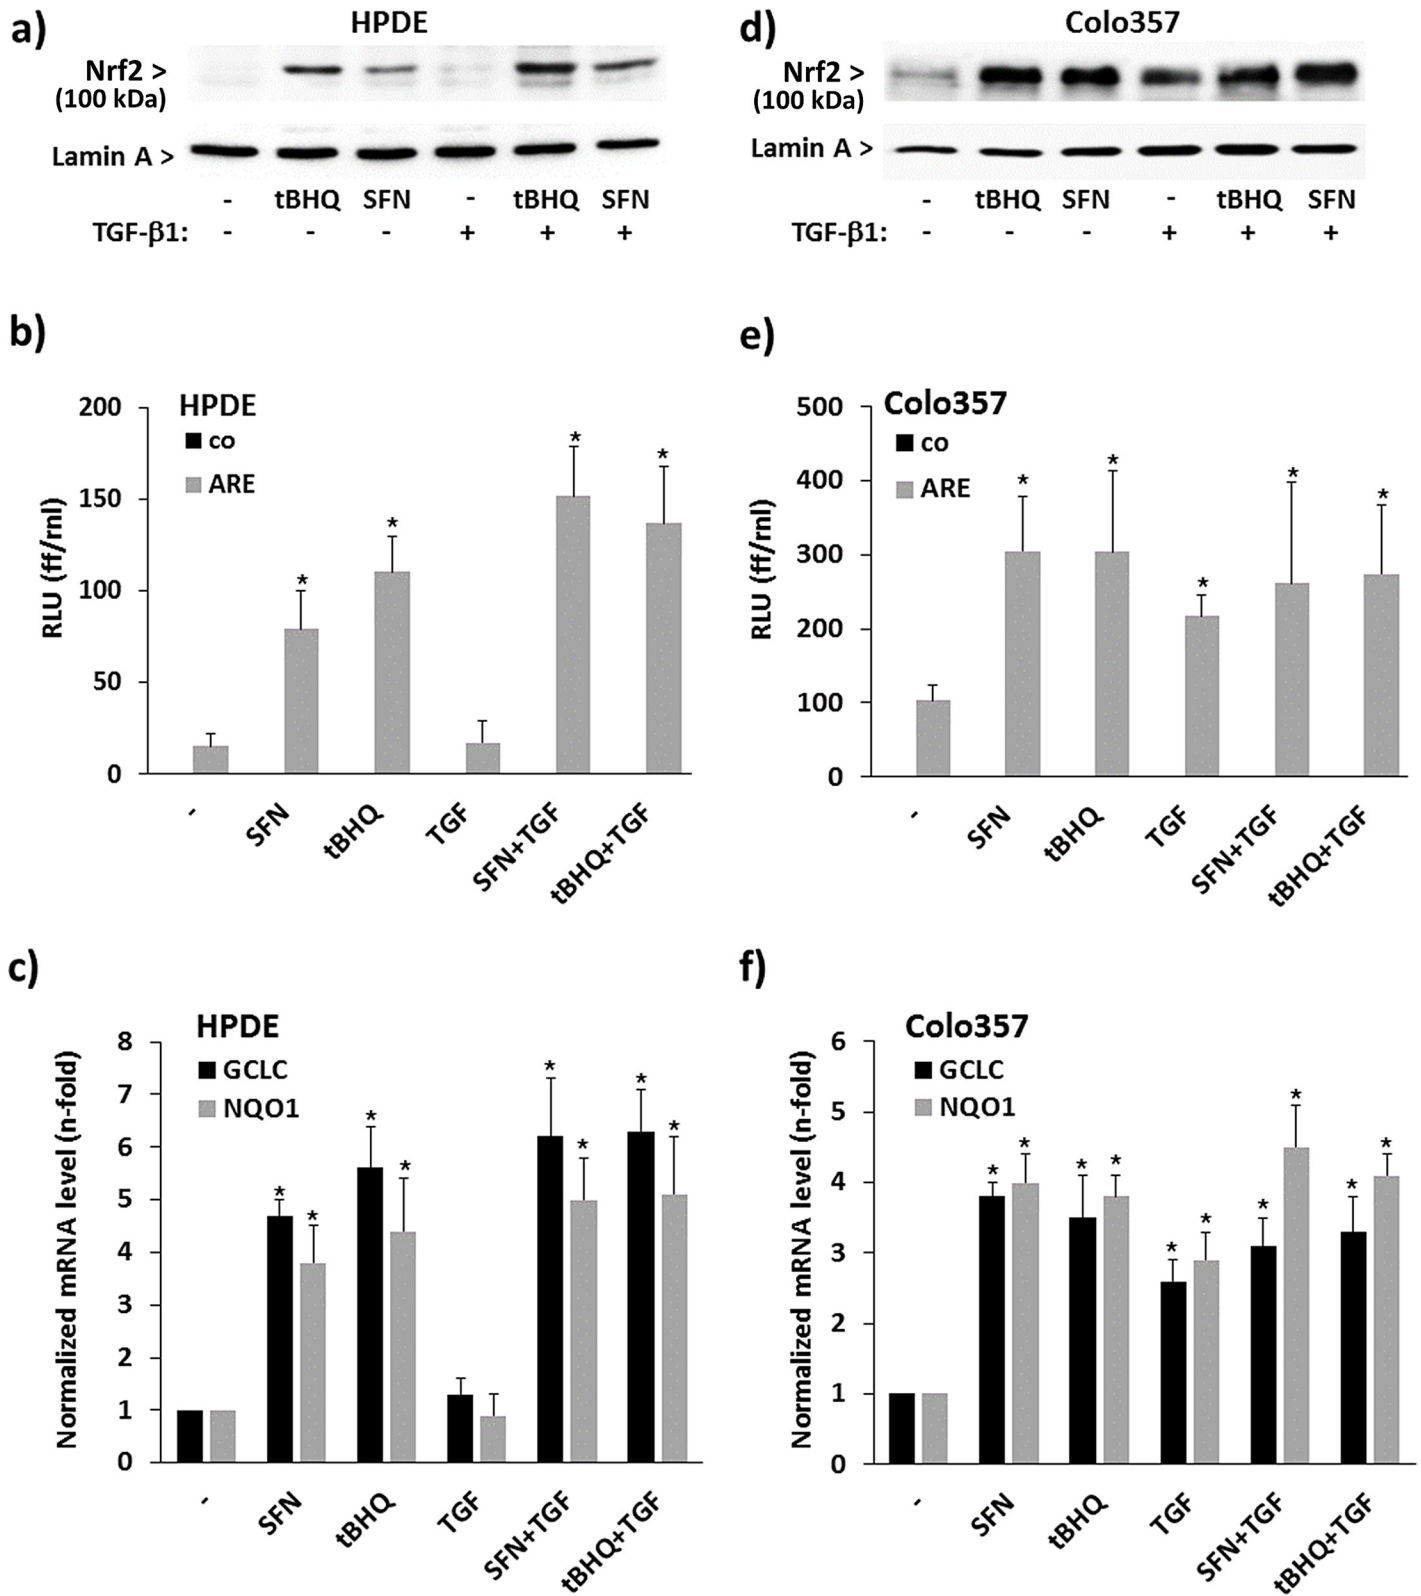 a)
HPDE
Nrf2 >
(100 kDa)
Lamin A >
- tBHQ SFN - tBHQ SFN
TGF-β1: - - - + + +
d)
Colo357
Nrf2 >
(100 kDa)
Lamin A >
- tBHQ SFN - tBHQ SFN
TGF-β1: - - - + + +
b)
HPDE
co
ARE
RLU (ff/rnl)
200
150
100
50
0
* * * *
- SFN tBHQ TGF SFN+TGF tBHQ+TGF
e)
Colo357
co
ARE
RLU (ff/rnl)
500
400
300
200
100
0
* * * * *
- SFN tBHQ TGF SFN+TGF tBHQ+TGF
c)
HPDE
GCLC
NQO1
Normalized mRNA level (n-fold)
8
7
6
5
4
3
2
1
0
* * * * * * * *
- SFN tBHQ TGF SFN+TGF tBHQ+TGF
f)
Colo357
GCLC
NQO1
Normalized mRNA level (n-fold)
6
5
4
3
2
1
0
* * * * * * * * * *
- SFN tBHQ TGF SFN+TGF tBHQ+TGF